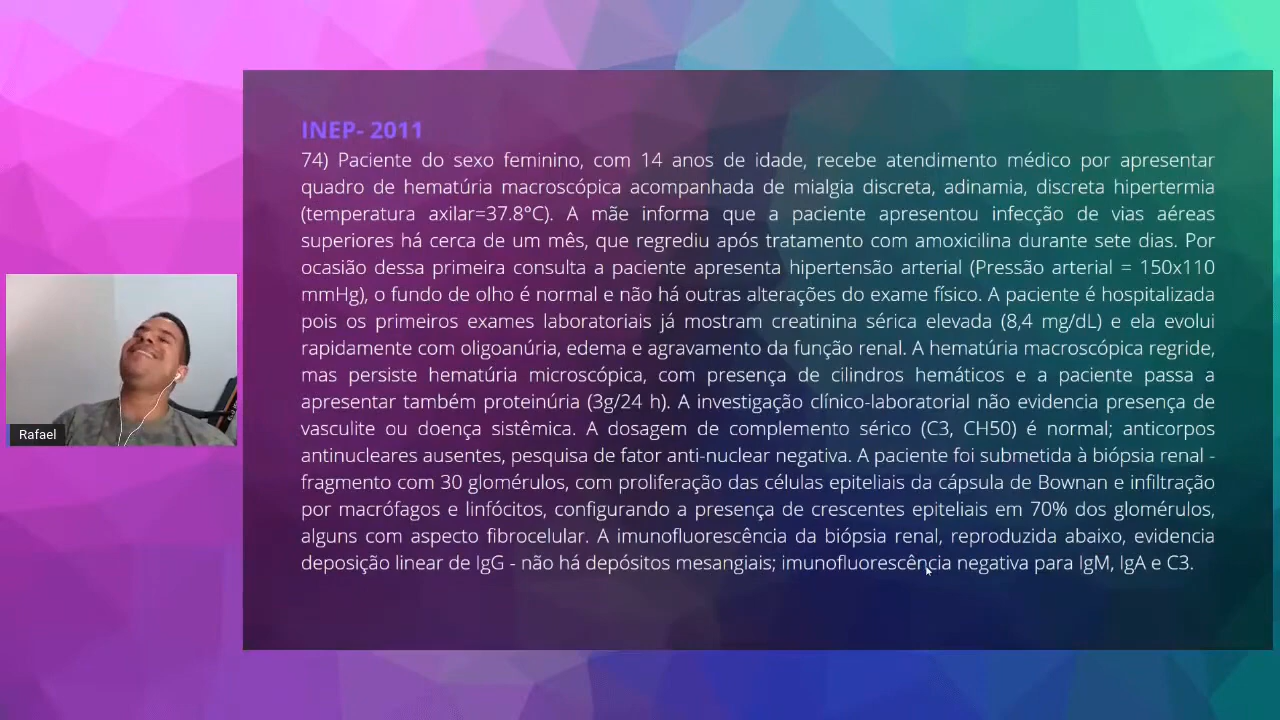 INEP- 2011
74) Paciente do sexo feminino, com 14 anos de idade, recebe atendimento médico por apresentar
quadro de hematúria macroscópica acompanhada de mialgia discreta, adinamia, discreta hipertermia
(temperatura axilar=37.8°C). A mãe informa que a paciente apresentou infecção de vias aéreas
superiores há cerca de um mês, que regrediu após tratamento com amoxicilina durante sete dias. Por
ocasião dessa primeira consulta a paciente apresenta hipertensão arterial (Pressão arterial = 150x110
mmHg), o fundo de olho é normal e não há outras alterações do exame físico. A paciente é hospitalizada
pois os primeiros exames laboratoriais já mostram creatinina sérica elevada (8,4 mg/dL) e ela evolui
rapidamente com oligoanúria, edema e agravamento da função renal. A hematúria macroscópica regride,
mas persiste hematúria microscópica, com presença de cilindros hemáticos e a paciente passa a
apresentar também proteinúria (3g/24 h). A investigação clínico-laboratorial não evidencia presença de
vasculite ou doença sistêmica. A dosagem de complemento sérico (C3, CH50) é normal; anticorpos
antinucleares ausentes, pesquisa de fator anti-nuclear negativa. A paciente foi submetida à biópsia renal -
fragmento com 30 glomérulos, com proliferação das células epiteliais da cápsula de Bownan e infiltração
por macrófagos e linfócitos, configurando a presença de crescentes epiteliais em 70% dos glomérulos,
alguns com aspecto fibrocelular. A imunofluorescência da biópsia renal, reproduzida abaixo, evidencia
deposição linear de IgG - não há depósitos mesangiais; imunofluorescência negativa para IgM, IgA e C3.
Rafael